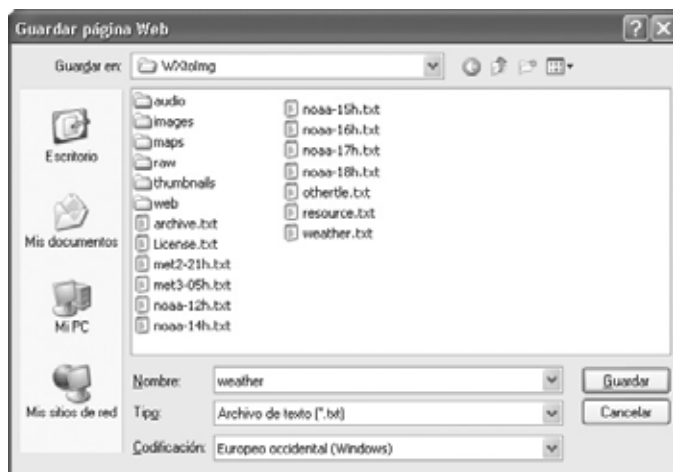 Guardar página Web
Guardar en:
WXtoImg
Escritorio
Mis documentos
Mi PC
Mis sitios de red
audio
images
maps
raw
thumbnails
web
archive.txt
License.txt
met2-21h.txt
met3-05h.txt
noaa-12h.txt
noaa-14h.txt
noaa-15h.txt
noaa-16h.txt
noaa-17h.txt
noaa-18h.txt
othertle.txt
resource.txt
weather.txt
Nombre: weather Guardar
Tipo: Archivo de texto (*.txt) Cancelar
Codificación: Europeo occidental (Windows)